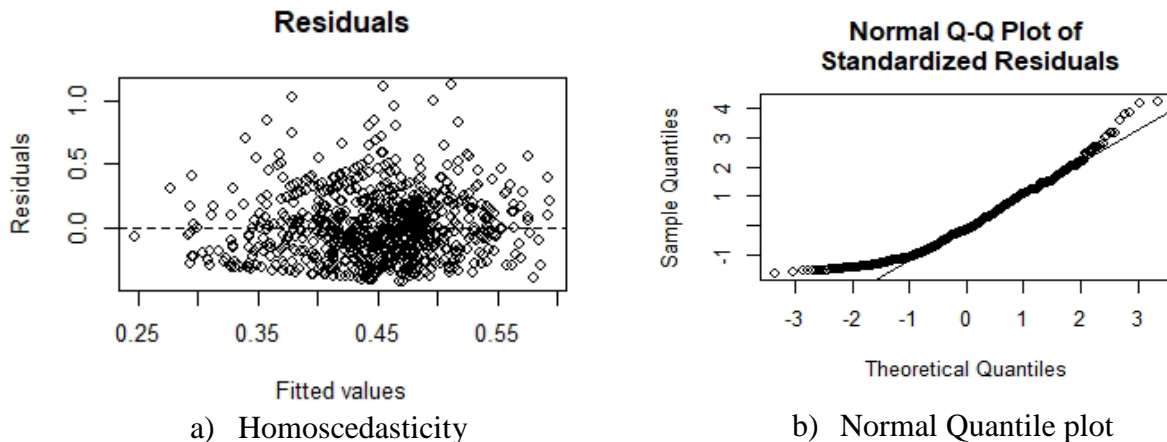 Residuals
Residuals
0.0 0.5 1.0
0.25 0.35 0.45 0.55
Fitted values
a) Homoscedasticity
Normal Q-Q Plot of
Standardized Residuals
Sample Quantiles
-1 1 2 3 4
-3 -2 -1 0 1 2 3
Theoretical Quantiles
b) Normal Quantile plot